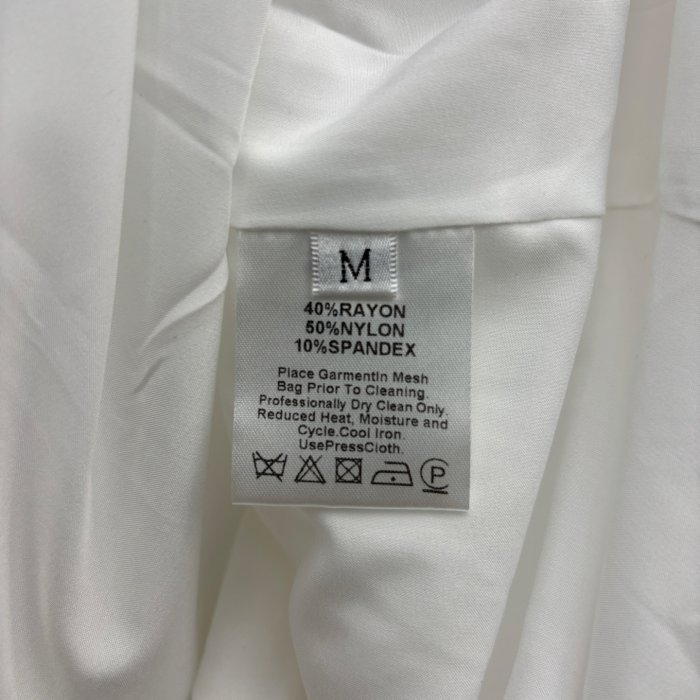 M
40%RAYON
50%NYLON
10%SPANDEX
Place GarmentIn Mesh
Bag Prior To Cleaning.
Professionally Dry Clean Only.
Reduced Heat, Moisture and
Cycle.Cool Iron.
UsePressCloth.
P